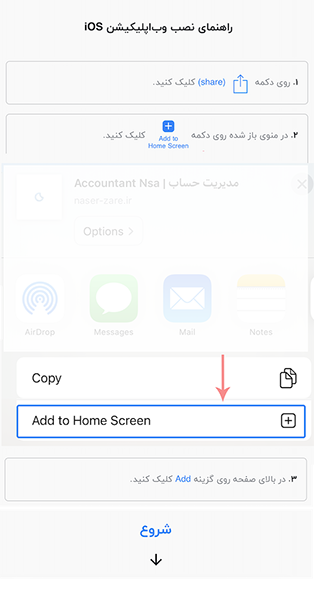 راهنمای نصب وب‌اپلیکیشن iOS
۱. روی دکمه (share) کلیک کنید.
۲. در منوی باز شده روی دکمه Add to Home Screen کلیک کنید.
Accountant Nsa | مدیریت حساب
naser-zare.ir
Options
AirDrop
Messages
Mail
Notes
Copy
Add to Home Screen
۳. در بالای صفحه روی گزینه Add کلیک کنید.
شروع